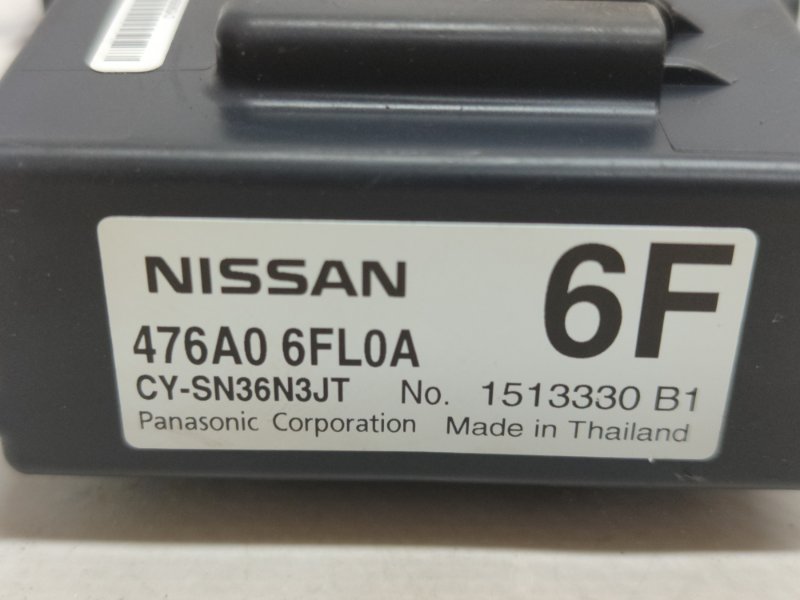 NISSAN 6F
476A0 6FL0A
CY-SN36N3JT No. 1513330 B1
Panasonic Corporation Made in Thailand